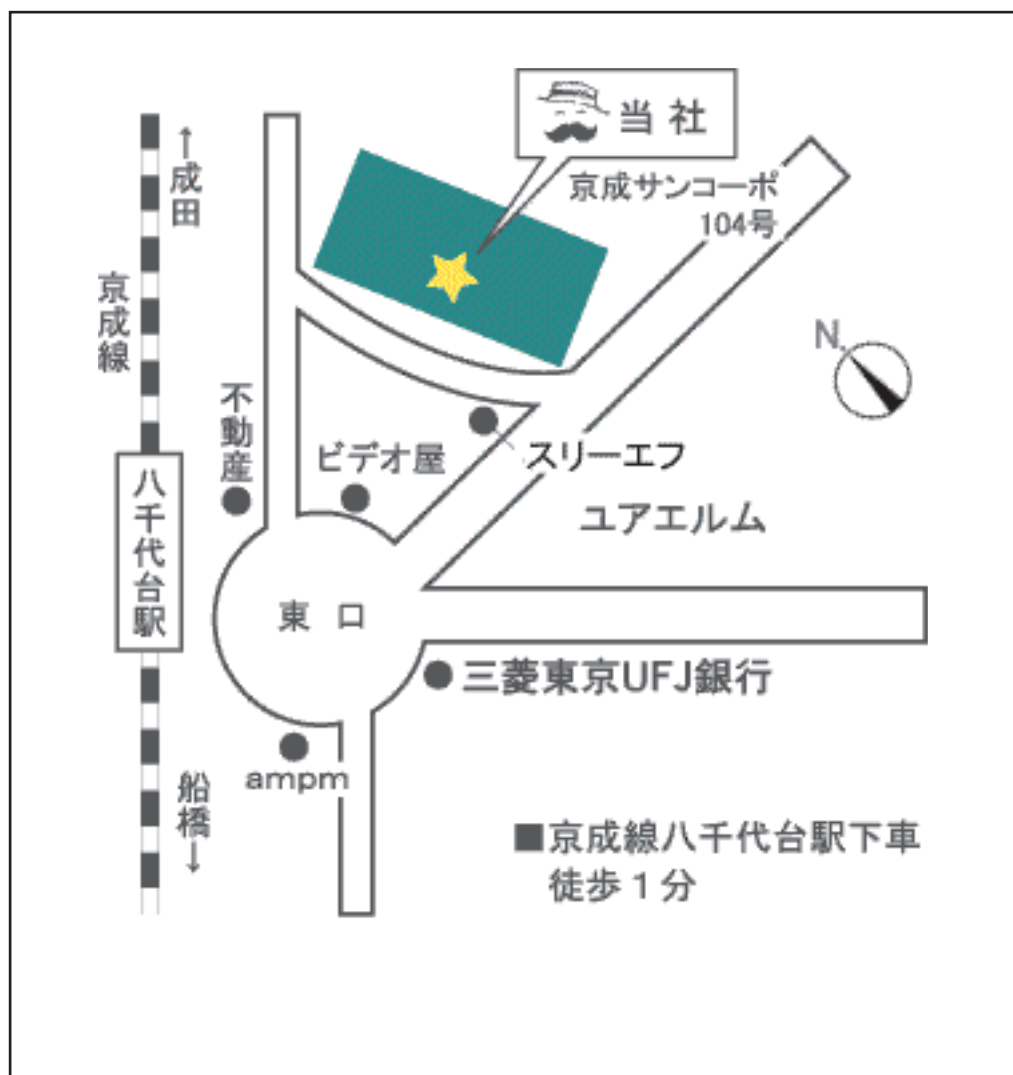 当社
京成サンコーポ
104号
↑成田
京成線
N.
不動産
ビデオ屋
スリーエフ
八千代台駅
ユアエルム
東口
三菱東京UFJ銀行
ampm
船橋↓
■京成線八千代台駅下車
徒歩1分